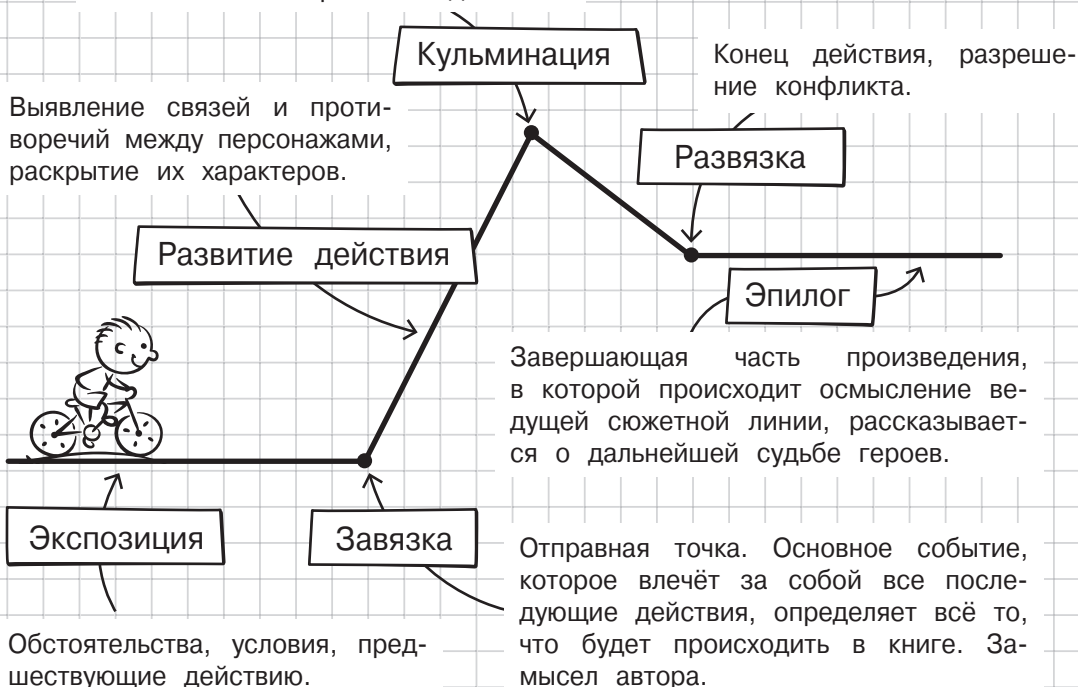 Кульминация
Конец действия, разреше-
ние конфликта.
Выявление связей и проти-
воречий между персонажами,
раскрытие их характеров.
Развязка
Развитие действия
Эпилог
Завершающая часть произведения,
в которой происходит осмысление ве-
дущей сюжетной линии, рассказывает-
ся о дальнейшей судьбе героев.
Экспозиция
Завязка
Отправная точка. Основное событие,
которое влечёт за собой все после-
дующие действия, определяет всё то,
что будет происходить в книге. За-
мысел автора.
Обстоятельства, условия, пред-
шествующие действию.